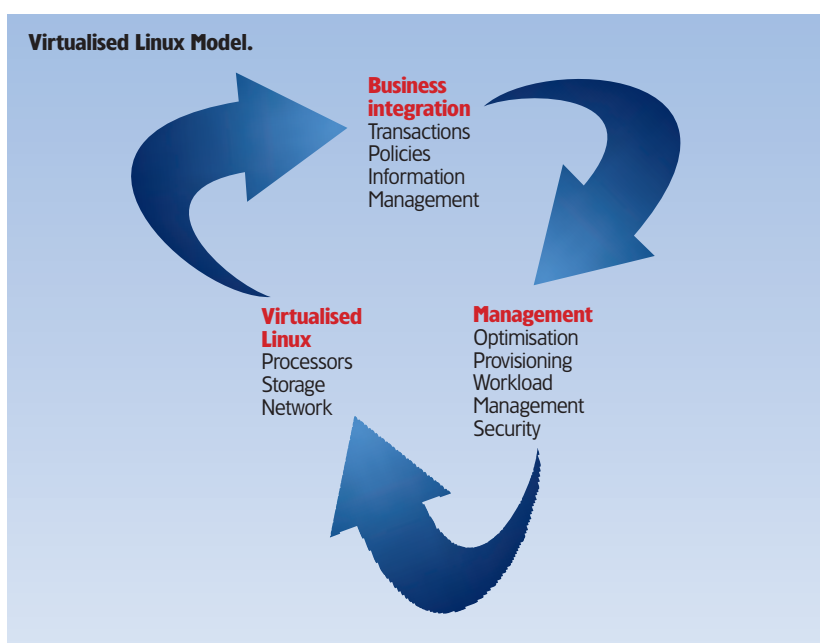 Virtualised Linux Model.
Business
integration
Transactions
Policies
Information
Management
Virtualised
Linux
Processors
Storage
Network
Management
Optimisation
Provisioning
Workload
Management
Security